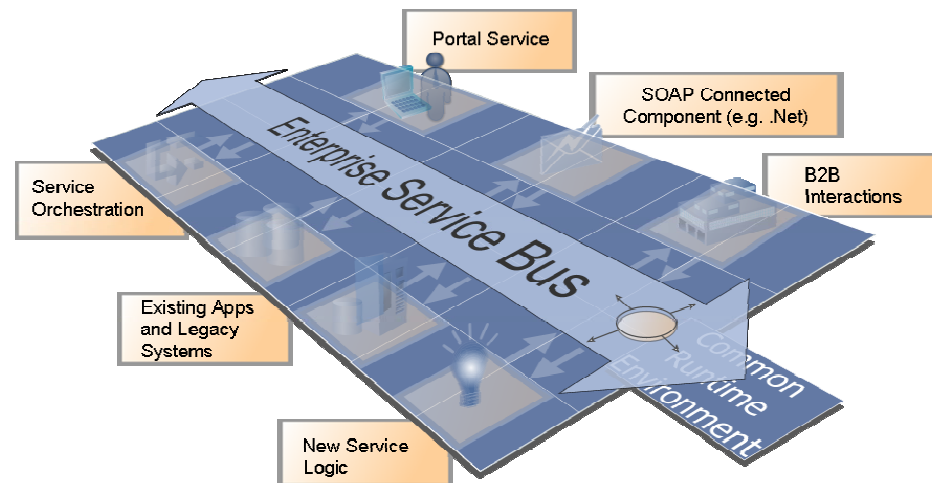 Portal Service
SOAP Connected
Component (e.g. .Net)
B2B
Interactions
Service
Orchestration
Enterprise Service Bus
Existing Apps
and Legacy
Systems
Common
Runtime
Environment
New Service
Logic